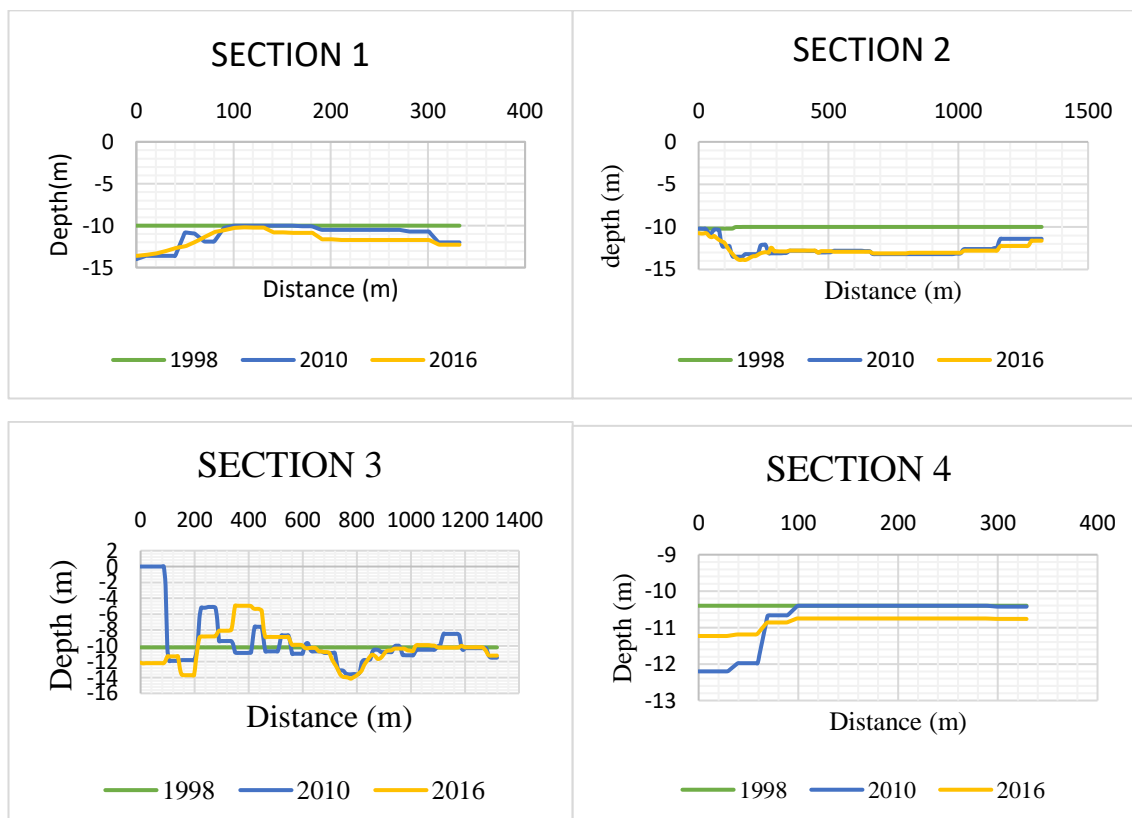 SECTION 1
0 100 200 300 400
0
-5
-10
-15
Depth(m)
Distance (m)
1998 2010 2016
SECTION 2
0 500 1000 1500
0
-5
-10
-15
depth (m)
Distance (m)
1998 2010 2016
SECTION 3
0 200 400 600 800 1000 1200 1400
2
0
-2
-4
-6
-8
-10
-12
-14
-16
Depth (m)
Distance (m)
1998 2010 2016
SECTION 4
0 100 200 300 400
-9
-10
-11
-12
-13
Depth (m)
Distance (m)
1998 2010 2016